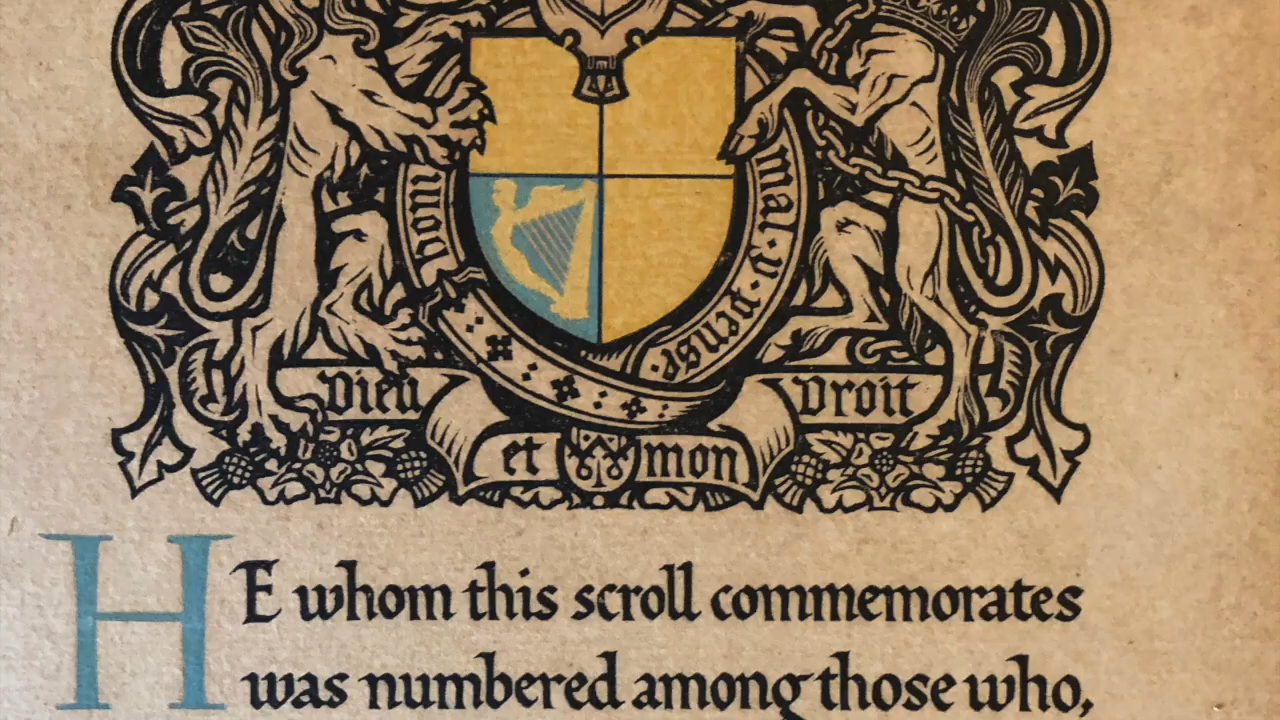 honi
mal·y·pense·
Dieu
Droit
et
mon
HE whom this scroll commemorates
was numbered among those who,